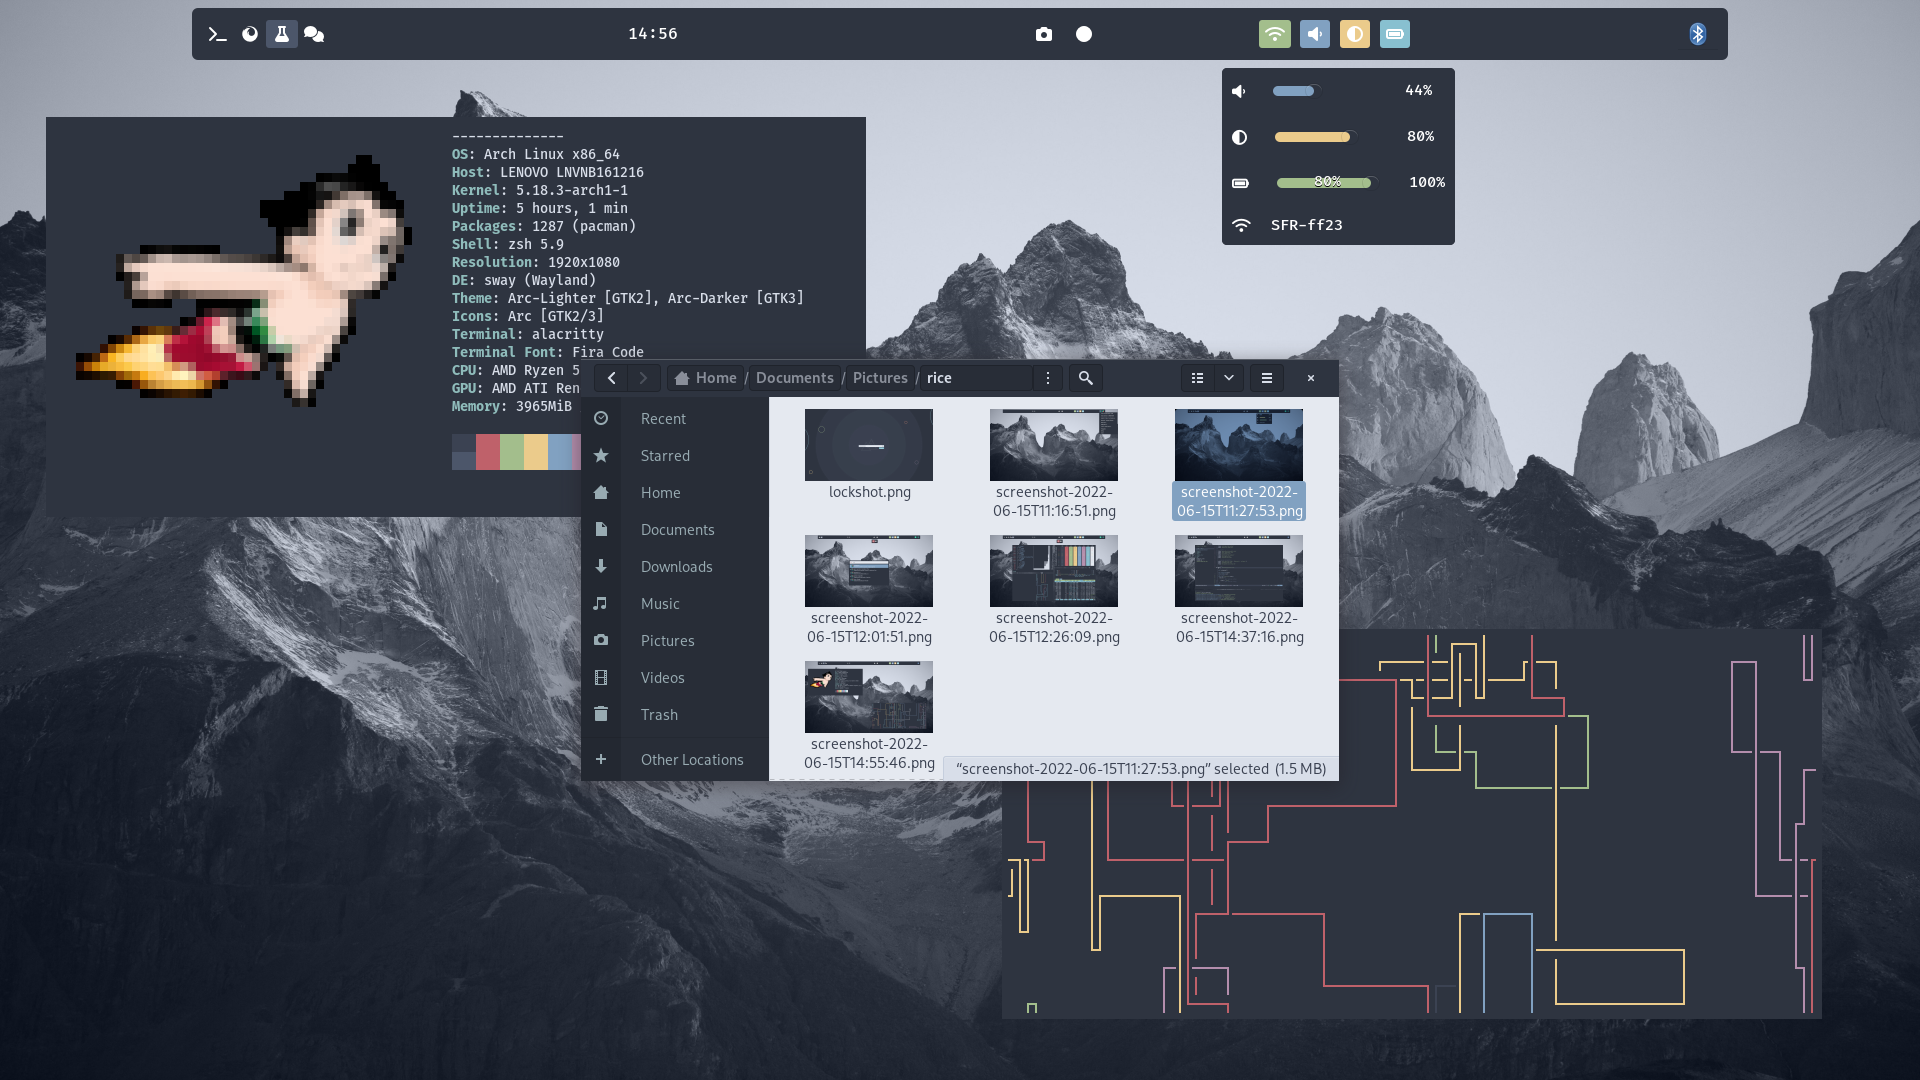 14:56
44%
80%
80% 100%
SFR-ff23
--------------
OS: Arch Linux x86_64
Host: LENOVO LNVNB161216
Kernel: 5.18.3-arch1-1
Uptime: 5 hours, 1 min
Packages: 1287 (pacman)
Shell: zsh 5.9
Resolution: 1920x1080
DE: sway (Wayland)
Theme: Arc-Lighter [GTK2], Arc-Darker [GTK3]
Icons: Arc [GTK2/3]
Terminal: alacritty
Terminal Font: Fira Code
CPU: AMD Ryzen 5
GPU: AMD ATI Ren
Memory: 3965MiB
Home / Documents / Pictures / rice
Recent
Starred
Home
Documents
Downloads
Music
Pictures
Videos
Trash
Other Locations
lockshot.png
screenshot-2022-
06-15T11:16:51.png
screenshot-2022-
06-15T11:27:53.png
screenshot-2022-
06-15T12:01:51.png
screenshot-2022-
06-15T12:26:09.png
screenshot-2022-
06-15T14:37:16.png
screenshot-2022-
06-15T14:55:46.png
“screenshot-2022-06-15T11:27:53.png” selected (1.5 MB)